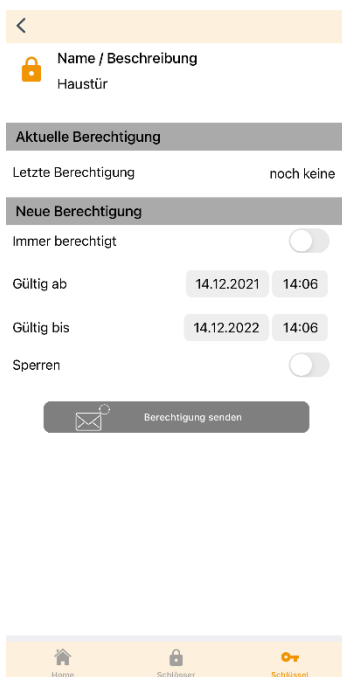 Name / Beschreibung
Haustür
Aktuelle Berechtigung
Letzte Berechtigung noch keine
Neue Berechtigung
Immer berechtigt
Gültig ab 14.12.2021 14:06
Gültig bis 14.12.2022 14:06
Sperren
Berechtigung senden
Home Schlösser Schlüssel